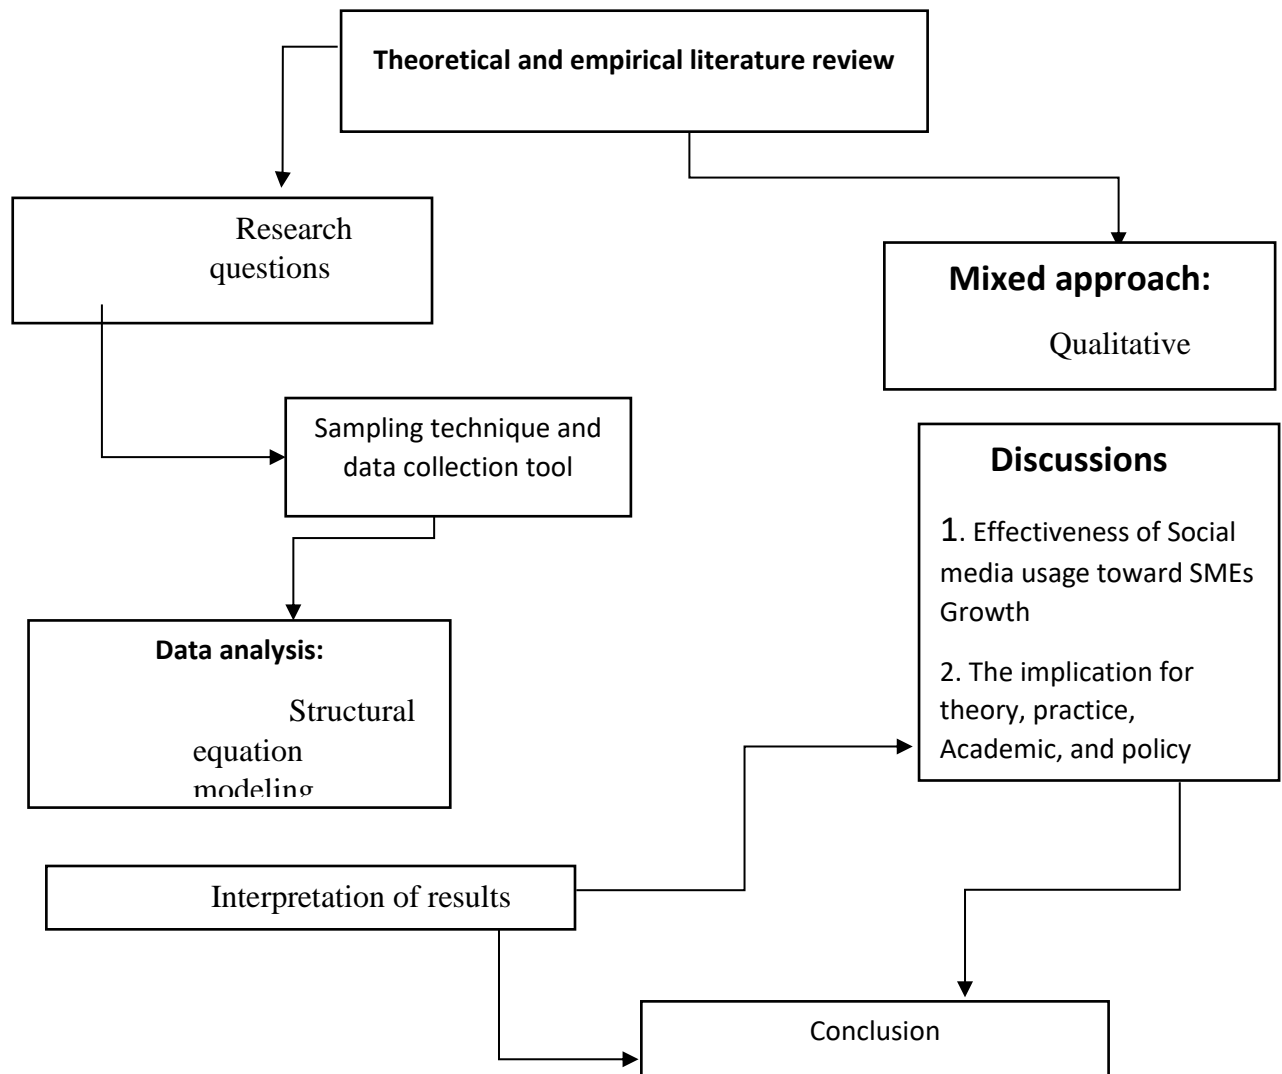 Theoretical and empirical literature review
Research
questions
Mixed approach:
Qualitative
Sampling technique and
data collection tool
Discussions
1. Effectiveness of Social
media usage toward SMEs
Growth
2. The implication for
theory, practice,
Academic, and policy
Data analysis:
Structural
equation
modeling
Interpretation of results
Conclusion